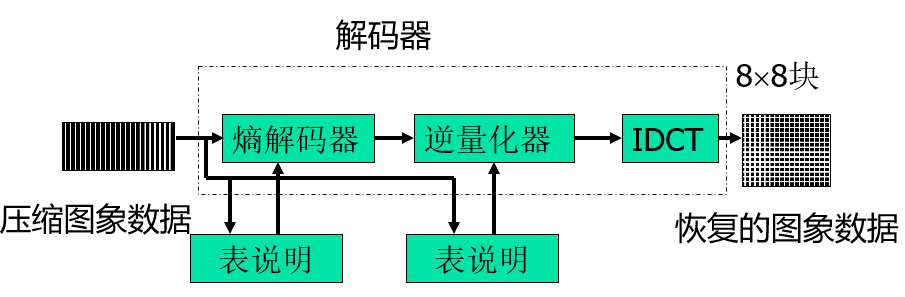 解码器
8×8块
熵解码器
逆量化器
IDCT
压缩图象数据
恢复的图象数据
表说明
表说明